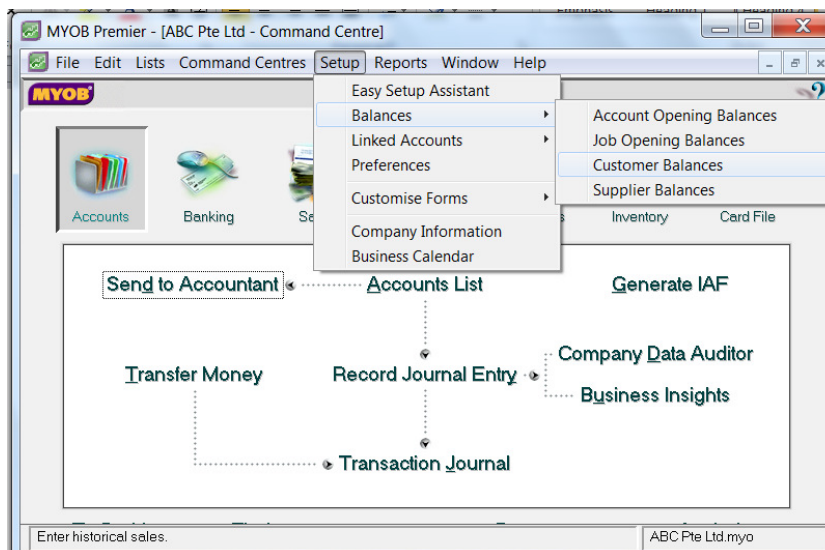 MYOB Premier - [ABC Pte Ltd - Command Centre]
File Edit Lists Command Centres Setup Reports Window Help
MYOB
Easy Setup Assistant
Balances
Linked Accounts
Preferences
Customise Forms
Company Information
Business Calendar
Account Opening Balances
Job Opening Balances
Customer Balances
Supplier Balances
Accounts Banking Inventory Card File
Send to Accountant Accounts List Generate IAF
Company Data Auditor
Transfer Money Record Journal Entry
Business Insights
Transaction Journal
Enter historical sales. ABC Pte Ltd.myo